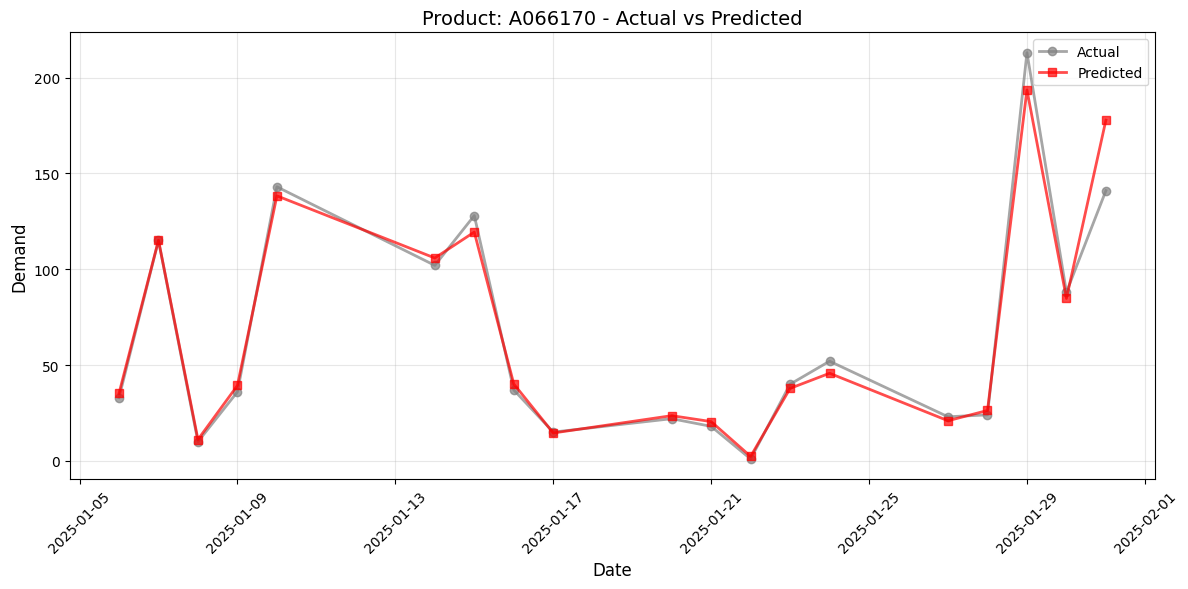 Product: A066170 - Actual vs Predicted
Actual
Predicted
Demand
200
150
100
50
0
2025-01-05
2025-01-09
2025-01-13
2025-01-17
2025-01-21
2025-01-25
2025-01-29
2025-02-01
Date